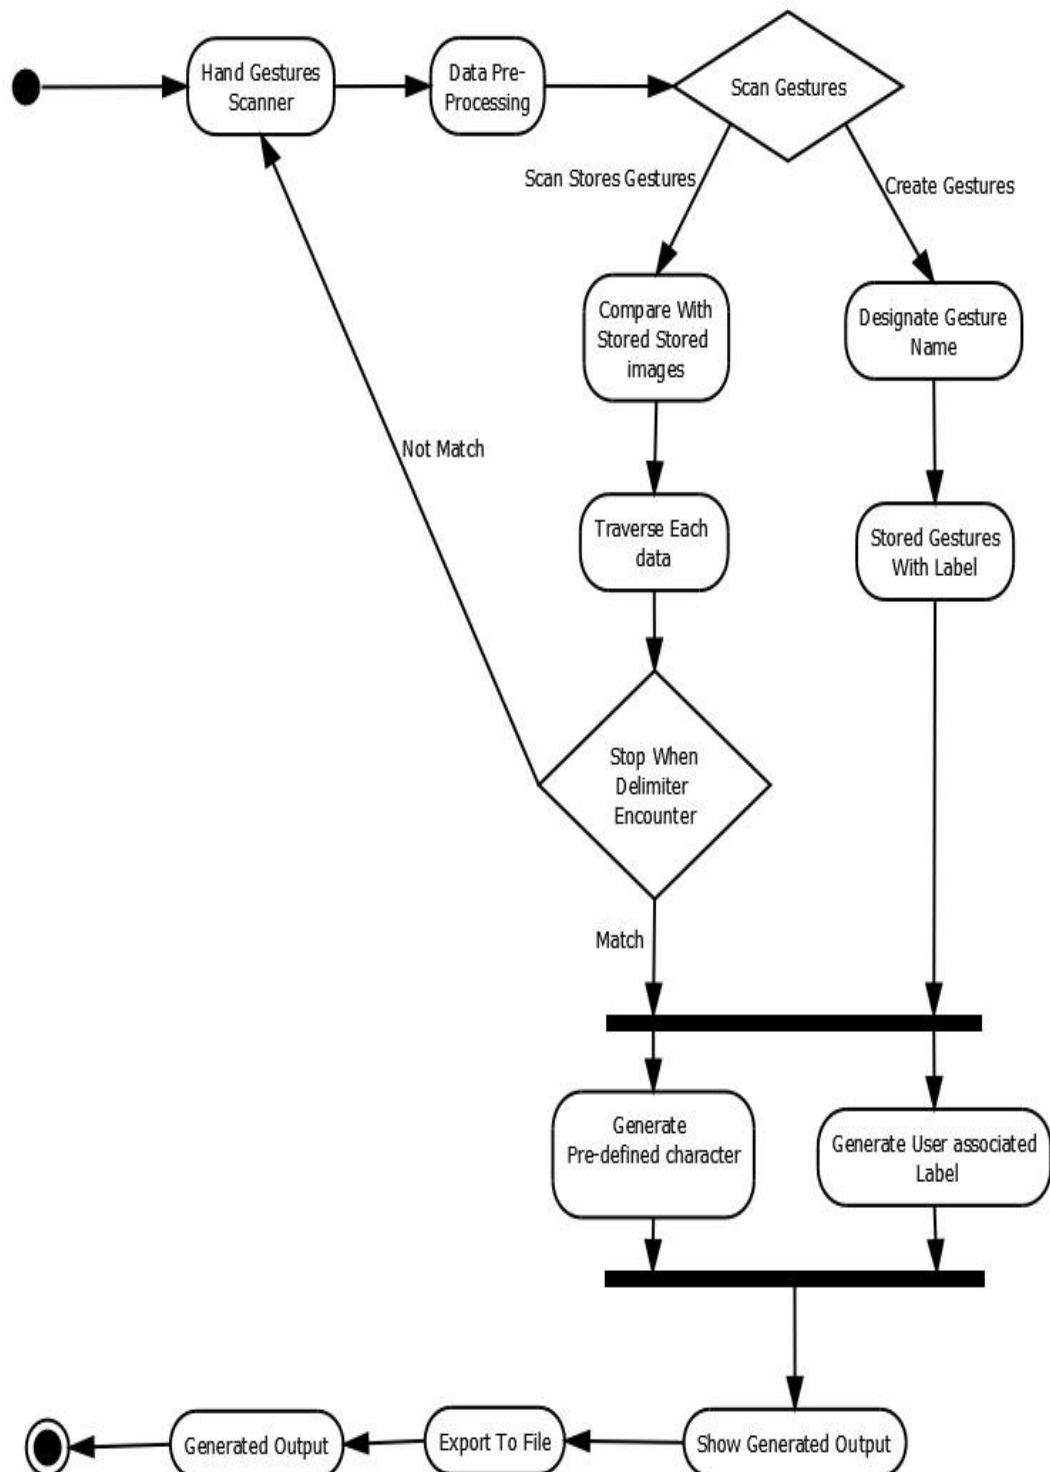 Hand Gestures
Scanner
Data Pre-
Processing
Scan Gestures
Scan Stores Gestures
Create Gestures
Compare With
Stored Stored
images
Designate Gesture
Name
Not Match
Traverse Each
data
Stored Gestures
With Label
Stop When
Delimiter
Encounter
Match
Generate
Pre-defined character
Generate User associated
Label
Generated Output
Export To File
Show Generated Output